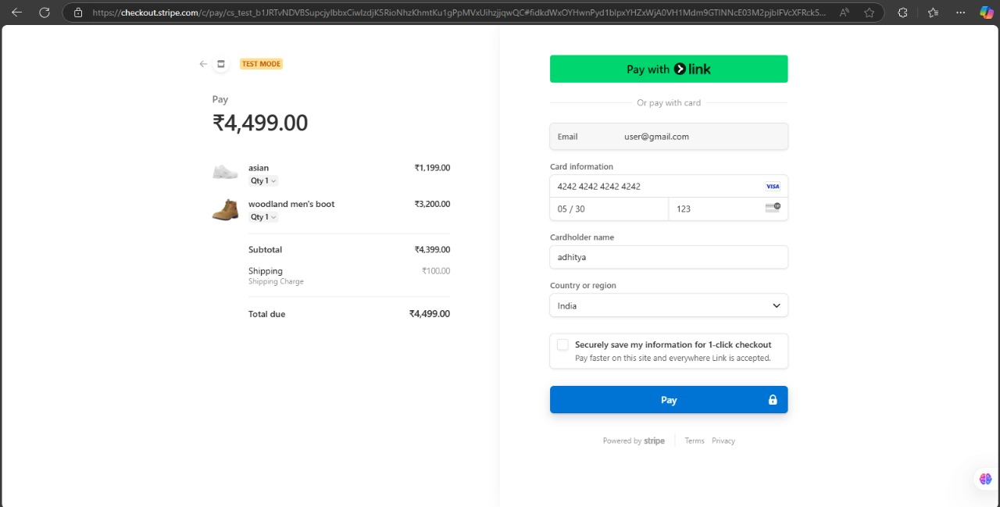 https://checkout.stripe.com/c/pay/cs_test_b1JRTvNDVBSupcjyIbbxCiwIzdjK5RioNhzKhmtKu1gPpMVxUihzjjqwQC#fidkdWxOYHwnPyd1blpxYHZxWjA0VH1Mdm9GTlNNcE03M2pjblFVcXFRckS...
TEST MODE
Pay
₹4,499.00
asian ₹1,199.00
Qty 1
woodland men's boot ₹3,200.00
Qty 1
Subtotal ₹4,399.00
Shipping ₹100.00
Shipping Charge
Total due ₹4,499.00
Pay with link
Or pay with card
Email user@gmail.com
Card information
4242 4242 4242 4242 VISA
05 / 30 123
Cardholder name
adhitya
Country or region
India
Securely save my information for 1-click checkout
Pay faster on this site and everywhere Link is accepted.
Pay
Powered by stripe Terms Privacy